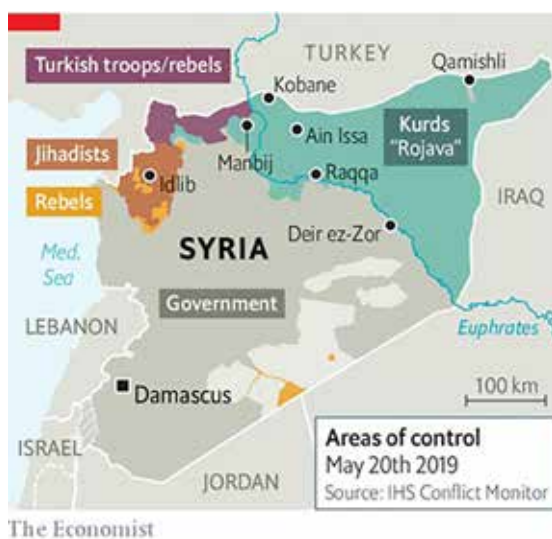 TURKEY
Turkish troops/rebels
Qamishli
Kobane
Kurds
"Rojava"
Ain Issa
Jihadists
Manbij
Idlib
Raqqa
Rebels
IRAQ
Deir ez-Zor
SYRIA
Med.
Sea
Government
LEBANON
Euphrates
Damascus
100 km
ISRAEL
JORDAN
Areas of control
May 20th 2019
Source: IHS Conflict Monitor
The Economist